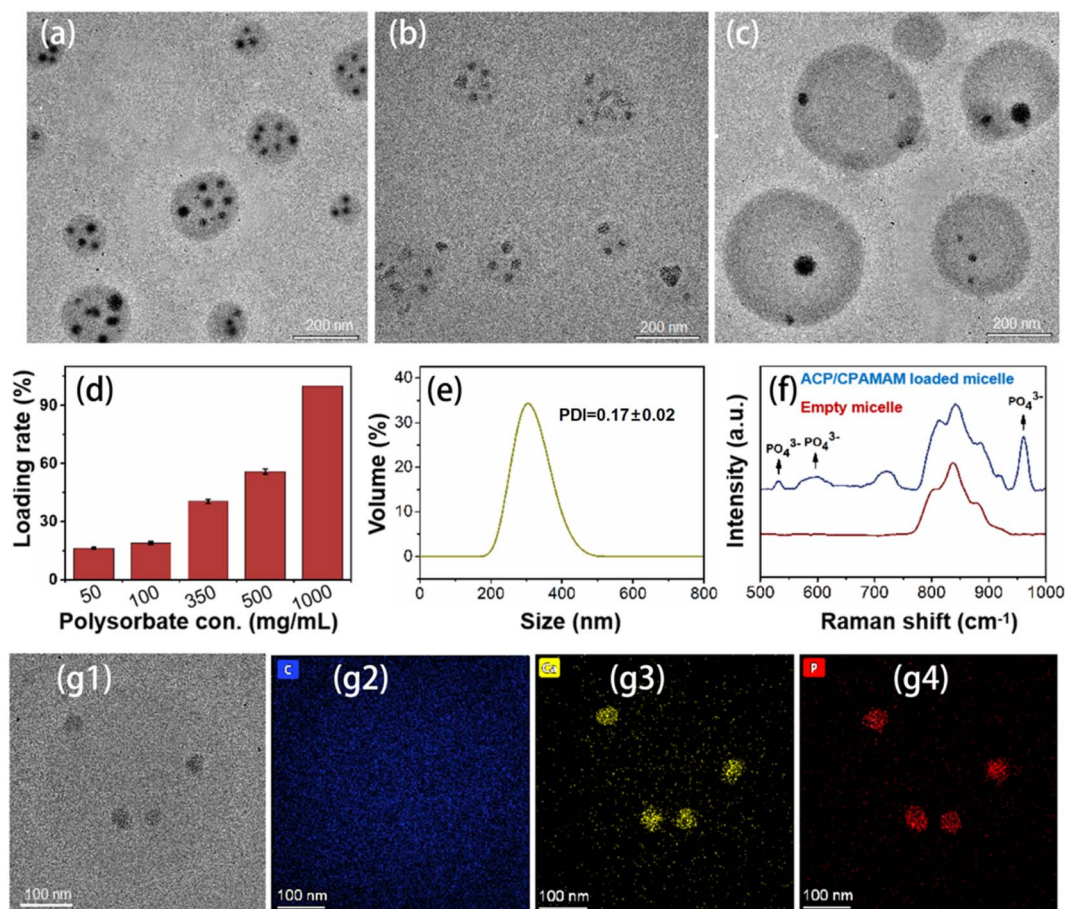 (a)
200 nm
(b)
200 nm
(c)
200 nm
(d)
Loading rate (%)
90
60
30
0
50
100
350
500
1000
Polysorbate con. (mg/mL)
(e)
Volume (%)
40
30
20
10
0
PDI=0.17±0.02
0
200
400
600
800
Size (nm)
(f)
Intensity (a.u.)
ACP/CPAMAM loaded micelle
Empty micelle
PO₄³⁻
PO₄³⁻
PO₄³⁻
500
600
700
800
900
1000
Raman shift (cm⁻¹)
(g1)
100 nm
C
(g2)
100 nm
Ca
(g3)
100 nm
P
(g4)
100 nm